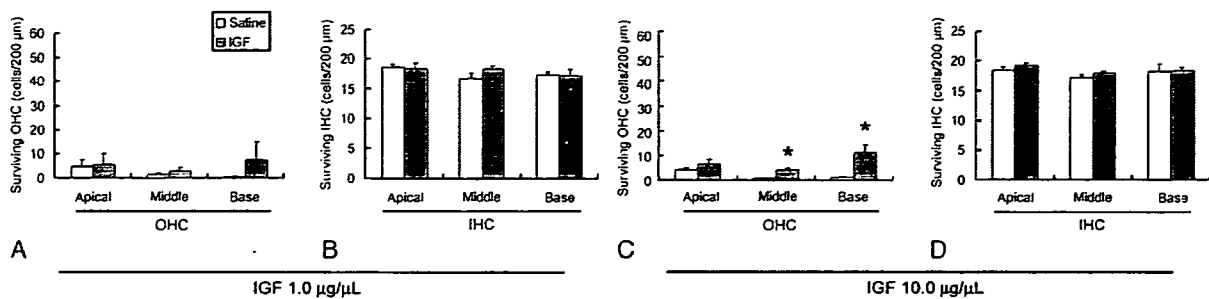 Saline
IGF
Surviving OHC (cells/200 µm)
60
50
40
30
20
10
0
Apical Middle Base
OHC
A
Surviving IHC (cells/200 µm)
25
20
15
10
5
0
Apical Middle Base
IHC
B
IGF 1.0 µg/µL
Surviving OHC (cells/200 µm)
60
50
40
30
20
10
0
* *
Apical Middle Base
OHC
C
Surviving IHC (cells/200 µm)
25
20
15
10
5
0
Apical Middle Base
IHC
D
IGF 10.0 µg/µL